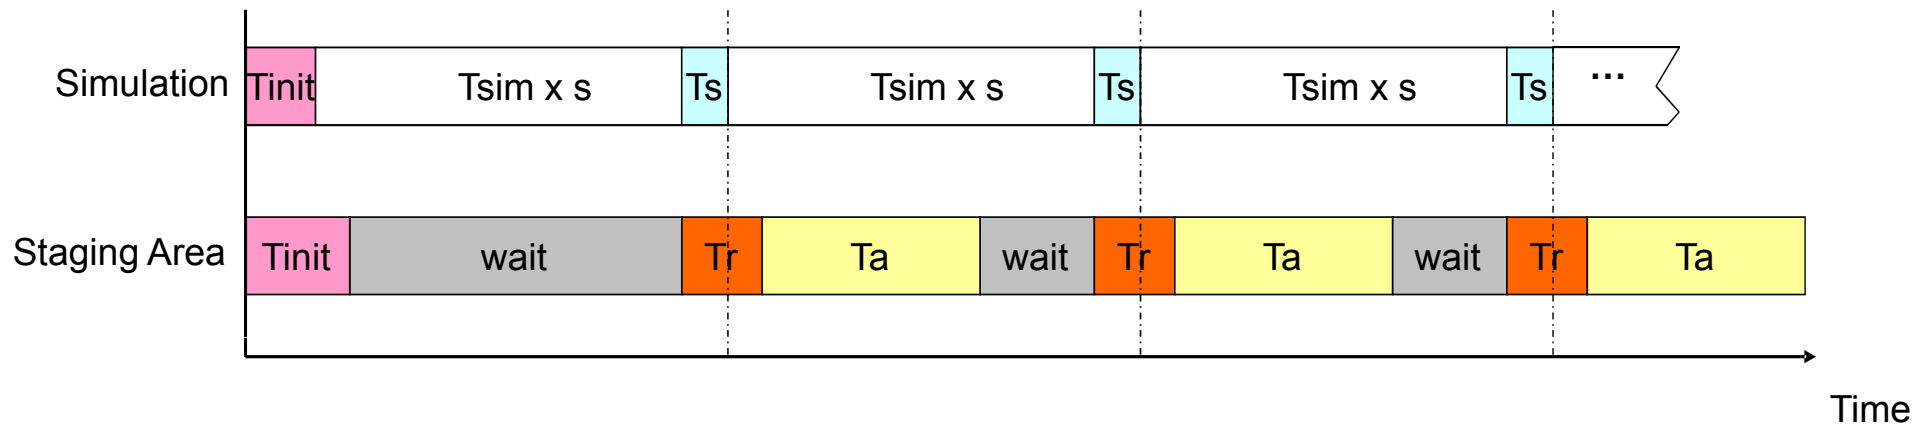 Simulation Tinit Tsim x s Ts Tsim x s Ts Tsim x s Ts ...
Staging Area Tinit wait Tr Ta wait Tr Ta wait Tr Ta
Time